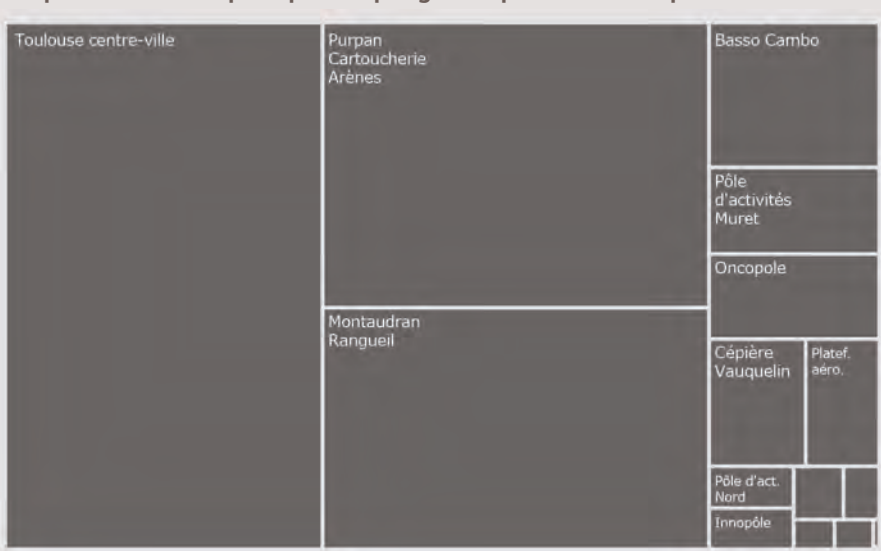 Toulouse centre-ville
Purpan
Cartoucherie
Arènes
Montaudran
Rangueil
Basso Cambo
Pôle
d'activités
Muret
Oncopole
Cépière
Vauquelin
Platef.
aéro.
Pôle d'act.
Nord
Innopôle